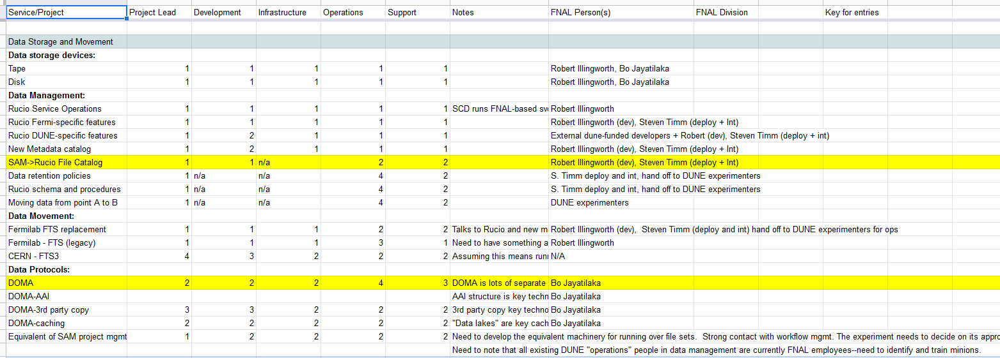 Service/Project Project Lead Development Infrastructure Operations Support Notes FNAL Person(s) FNAL Division Key for entries
Data Storage and Movement
Data storage devices:
Tape 1 1 1 1 1 Robert Illingworth, Bo Jayatilaka
Disk 1 1 1 1 1 Robert Illingworth, Bo Jayatilaka
Data Management:
Rucio Service Operations 1 1 1 1 1 SCD runs FNAL-based Robert Illingworth
Rucio Fermi-specific features 1 1 1 1 1 Robert Illingworth (dev), Steven Timm (deploy + Int)
Rucio DUNE-specific features 1 2 1 1 1 External dune-funded developers + Robert (dev), Steven Timm (deploy + int)
New Metadata catalog 1 2 1 1 1 Robert Illingworth (dev), Steven Timm (deploy + Int)
SAM->Rucio File Catalog 1 1 n/a 2 2 Robert Illingworth (dev), Steven Timm (deploy + Int)
Data retention policies 1 n/a n/a 4 2 S. Timm deploy and int, hand off to DUNE experimenters
Rucio schema and procedures 1 n/a n/a 4 2 S. Timm deploy and int, hand off to DUNE experimenters
Moving data from point A to B 1 n/a n/a 4 2 DUNE experimenters
Data Movement:
Fermilab FTS replacement 1 1 1 2 2 Talks to Rucio and new m Robert Illingworth (dev), Steven Timm (deploy and int) hand off to DUNE experimenters for ops
Fermilab - FTS (legacy) 1 1 1 3 1 Need to have something a Robert Illingworth
CERN - FTS3 4 3 2 2 2 Assuming this means N/A
Data Protocols:
DOMA 2 2 2 4 3 DOMA is lots of separate Bo Jayatilaka
DOMA-AAI AAI structure is key techn Bo Jayatilaka
DOMA-3rd party copy 3 3 2 2 2 3rd party copy key techno Bo Jayatilaka
DOMA-caching 2 2 2 2 2 "Data lakes" are key cach Bo Jayatilaka
Equivalent of SAM project mgmt 1 2 2 2 2 Need to develop the equivalent machinery for running over file sets. Strong contact with workflow mgmt. The experiment needs to decide on its appro
Need to note that all existing DUNE "operations" people in data management are currently FNAL employees--need to identify and train minions.